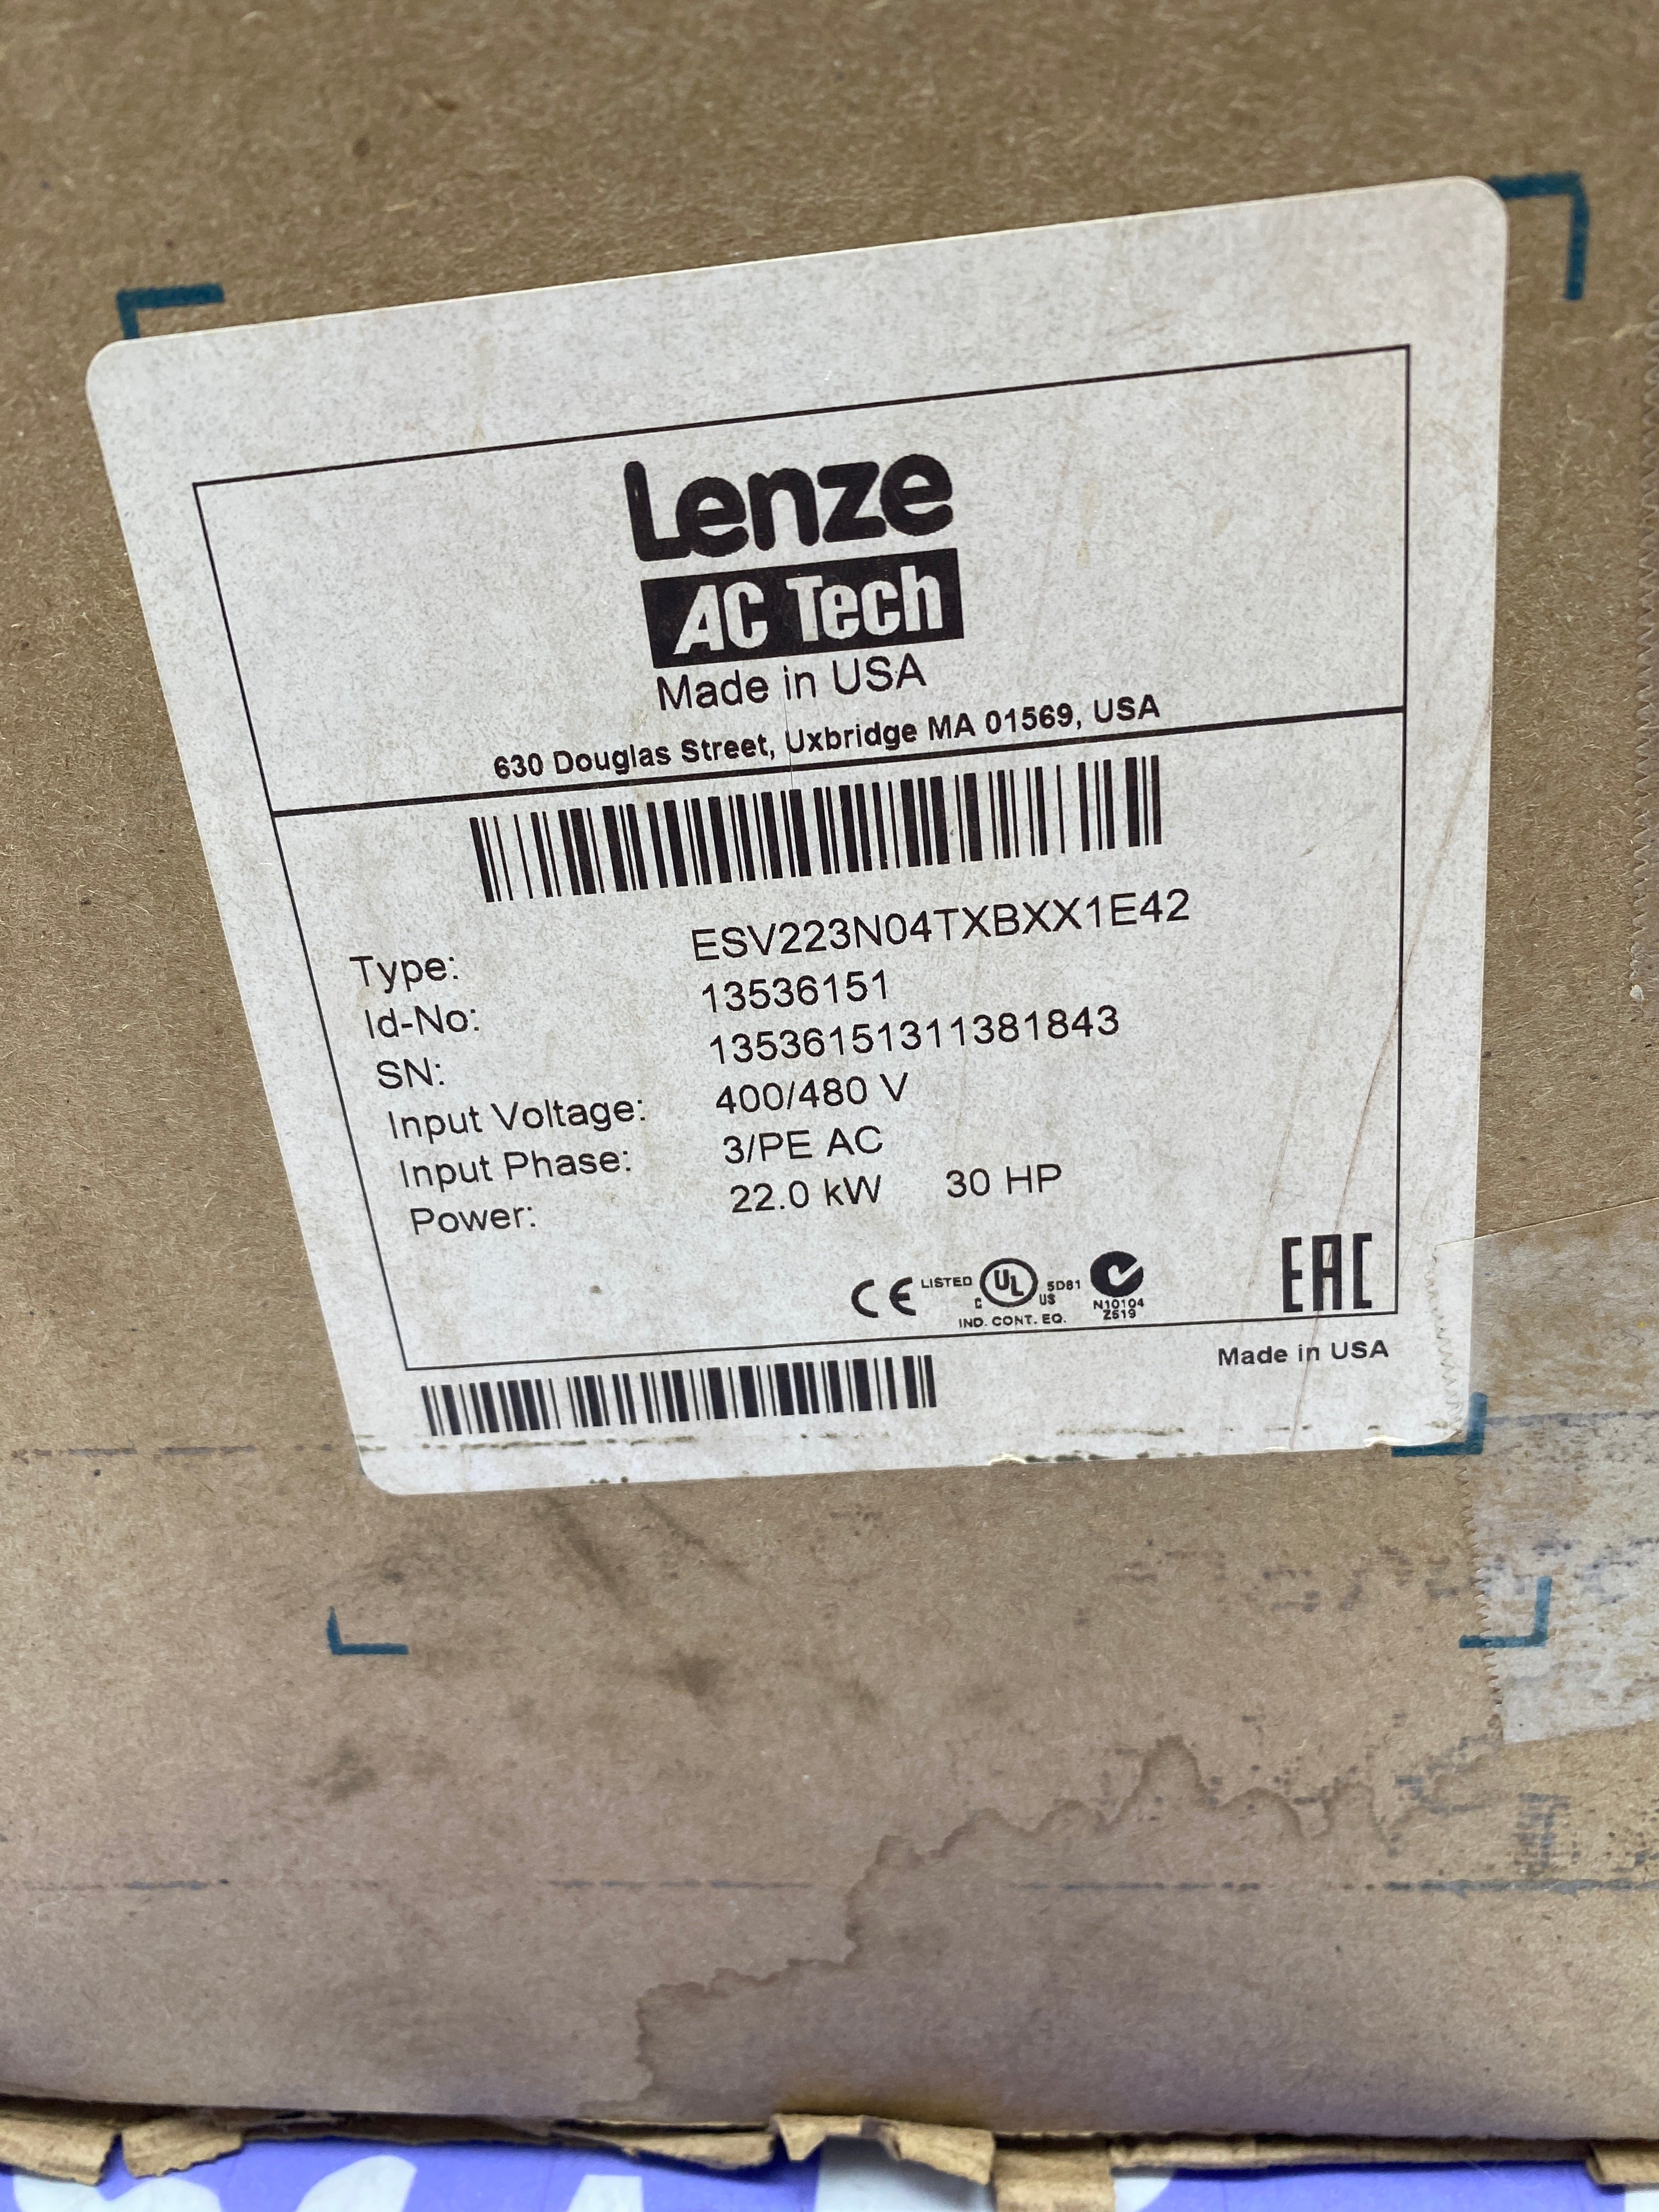 Lenze
AC Tech
Made in USA
630 Douglas Street, Uxbridge MA 01569, USA
Type: ESV223N04TXBXX1E42
Id-No: 13536151
SN: 13536151311381843
Input Voltage: 400/480 V
Input Phase: 3/PE AC
Power: 22.0 kW 30 HP
CE LISTED C UL US 5D81 N10104 EAC
IND. CONT. EQ. Z519
Made in USA